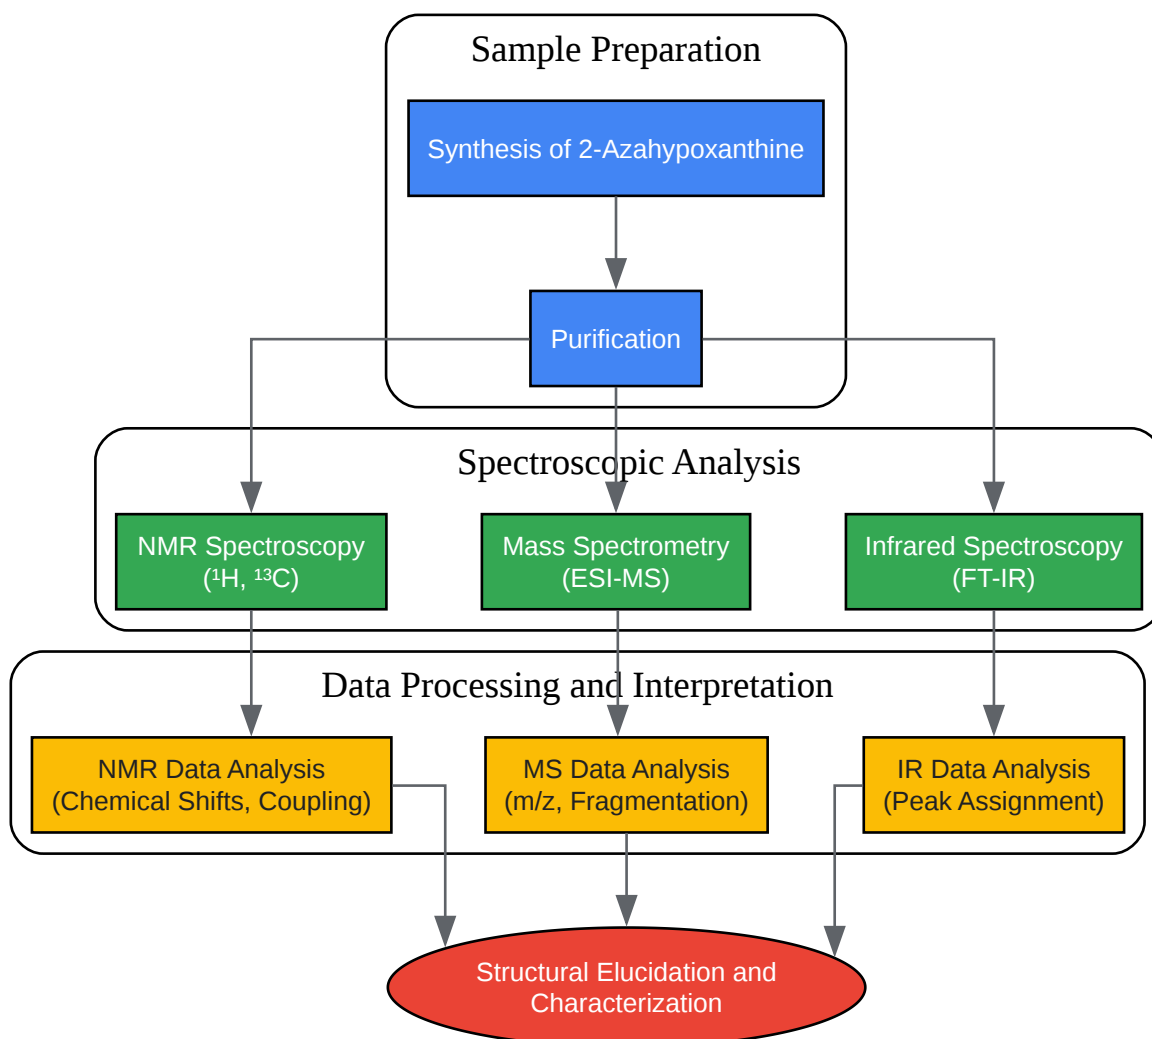 Sample Preparation
Synthesis of 2-Azahypoxanthine
Purification
Spectroscopic Analysis
NMR Spectroscopy
(¹H, ¹³C)
Mass Spectrometry
(ESI-MS)
Infrared Spectroscopy
(FT-IR)
Data Processing and Interpretation
NMR Data Analysis
(Chemical Shifts, Coupling)
MS Data Analysis
(m/z, Fragmentation)
IR Data Analysis
(Peak Assignment)
Structural Elucidation and
Characterization